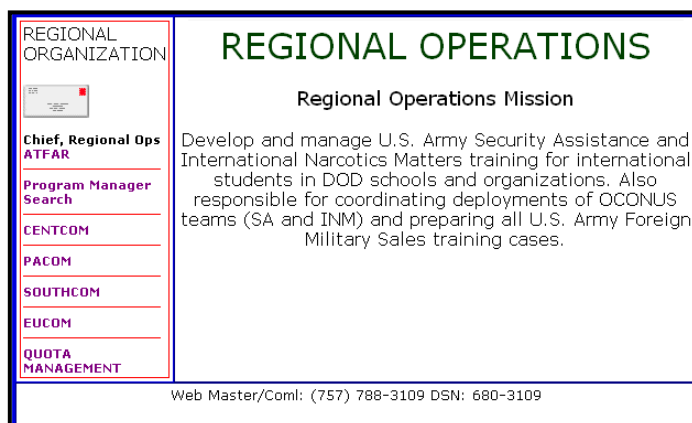 REGIONAL
ORGANIZATION
Chief, Regional Ops
ATFAR
Program Manager
Search
CENTCOM
PACOM
SOUTHCOM
EUCOM
QUOTA
MANAGEMENT
REGIONAL OPERATIONS
Regional Operations Mission
Develop and manage U.S. Army Security Assistance and
International Narcotics Matters training for international
students in DOD schools and organizations. Also
responsible for coordinating deployments of OCONUS
teams (SA and INM) and preparing all U.S. Army Foreign
Military Sales training cases.
Web Master/Coml: (757) 788-3109 DSN: 680-3109